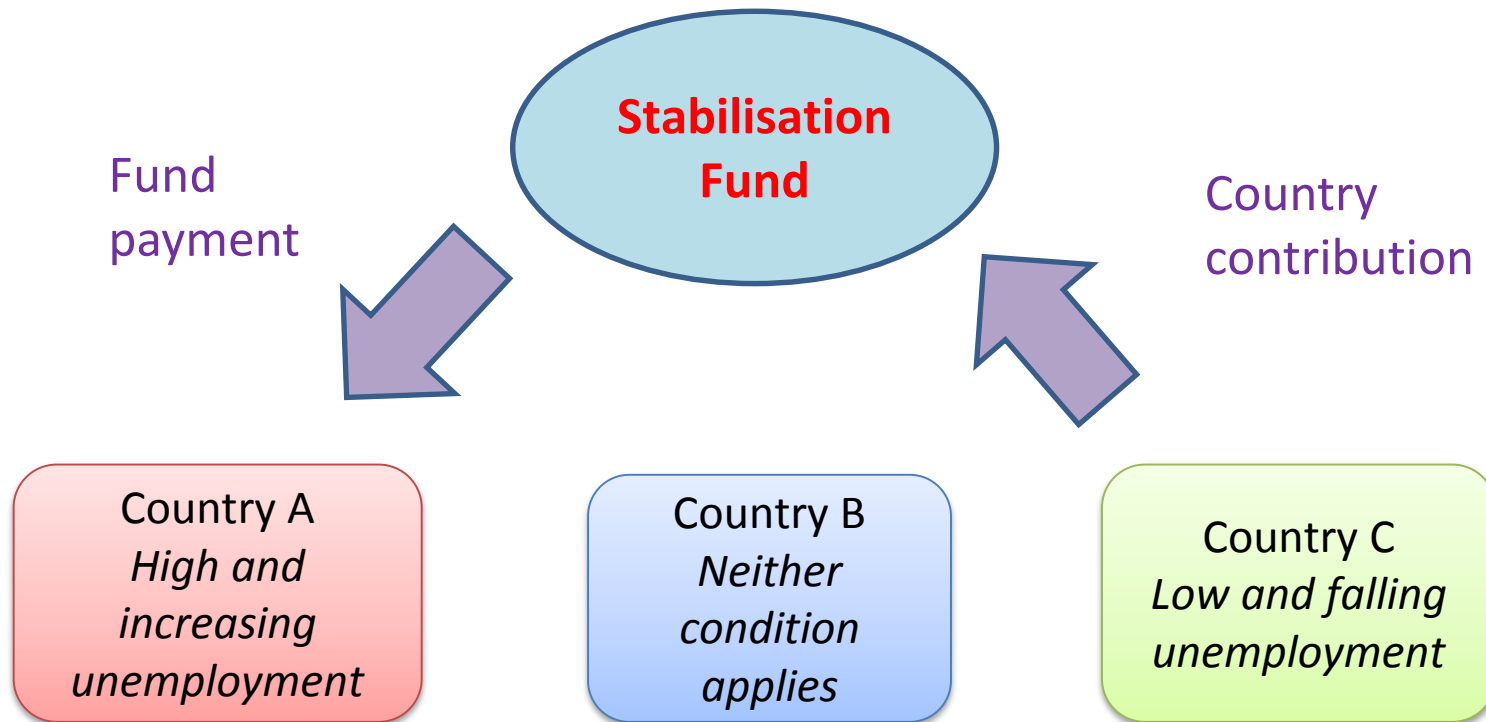 Stabilisation
Fund
Fund
payment
Country
contribution
Country A
High and
increasing
unemployment
Country B
Neither
condition
applies
Country C
Low and falling
unemployment